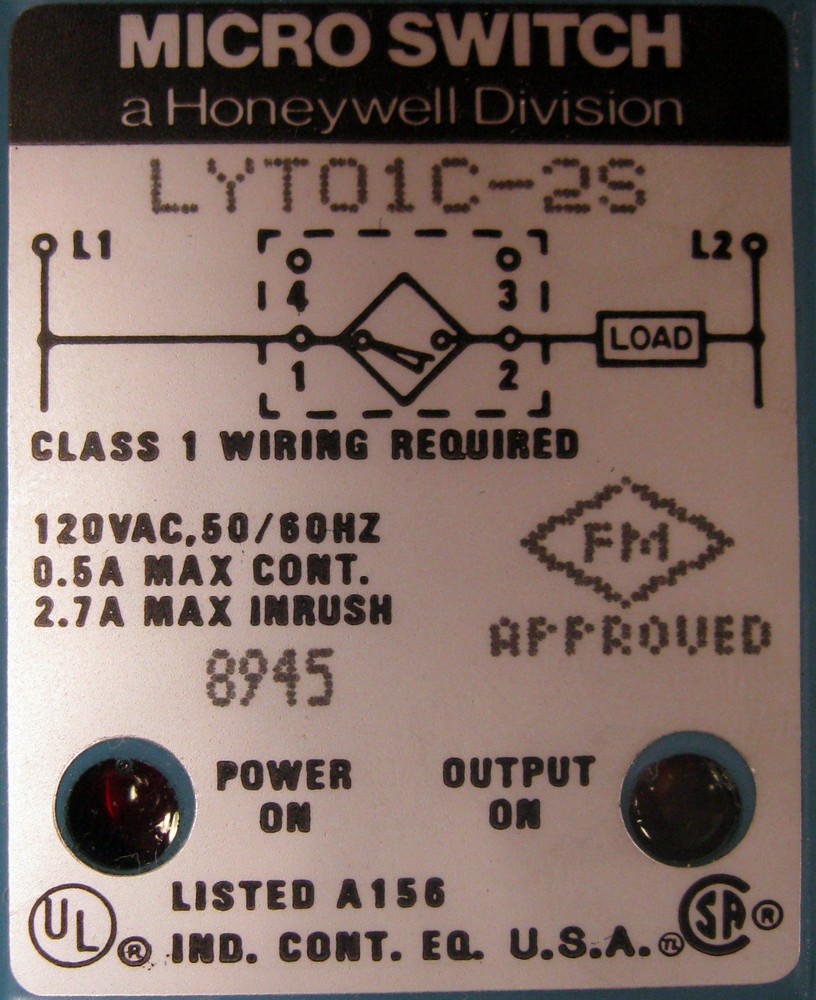 MICRO SWITCH
a Honeywell Division
LYT01C-2S
L1 L2
4 3
LOAD
1 2
CLASS 1 WIRING REQUIRED
120VAC,50/60HZ
0.5A MAX CONT.
2.7A MAX INRUSH
FM
APPROVED
8945
POWER ON
OUTPUT ON
UL ® LISTED A156
IND. CONT. EQ. U.S.A. TL SA ®